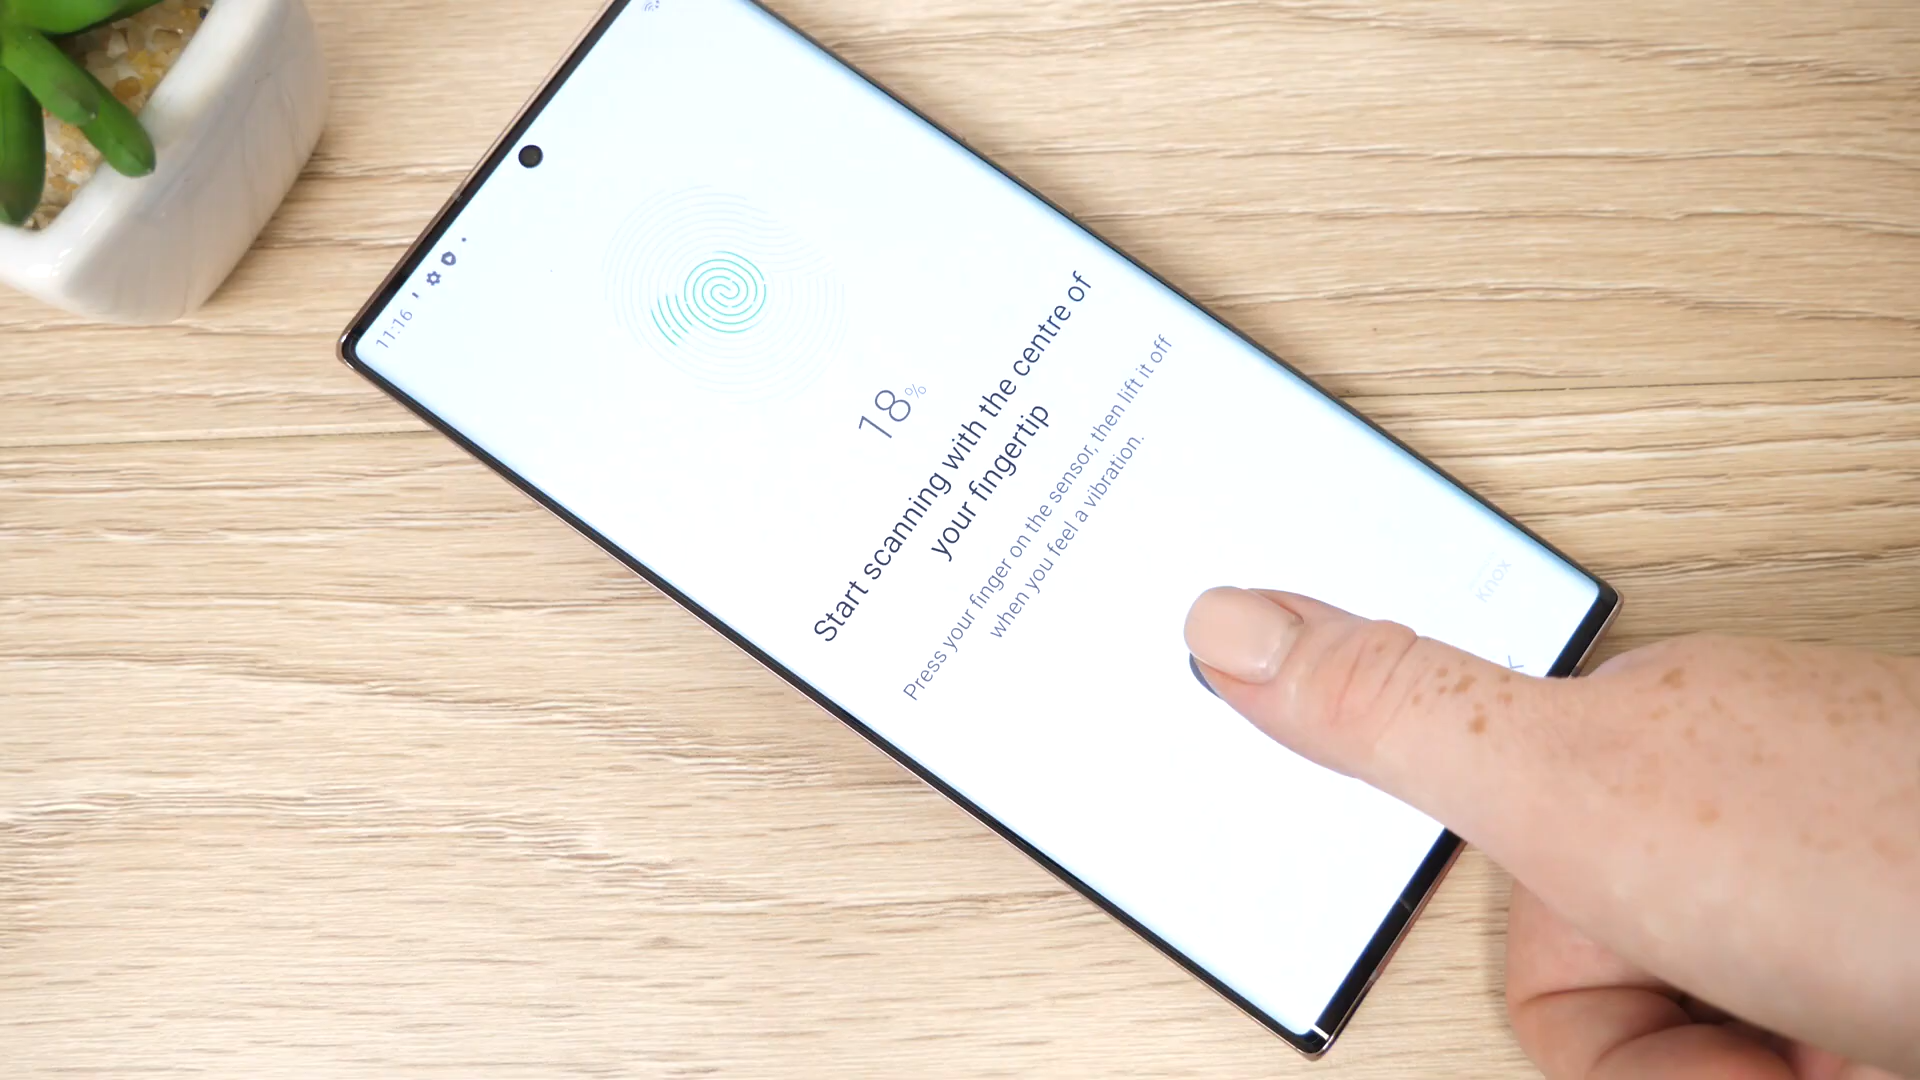 11:16
18%
Start scanning with the centre of
your fingertip
Press your finger on the sensor, then lift it off
when you feel a vibration.
Knox